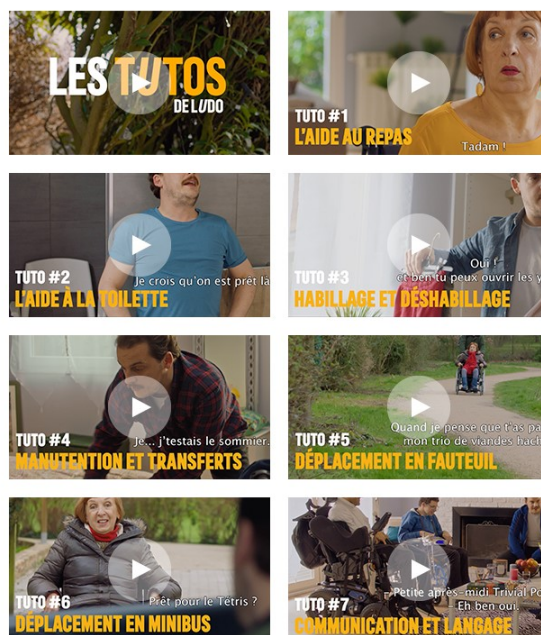 LES TUTOS
DE LUDO
TUTO #1
L'AIDE AU REPAS
Tadam !
TUTO #2
Je crois qu'on est prêt là
L'AIDE À LA TOILETTE
Oui !
TUTO #3
et ben tu peux ouvrir les y
HABILLAGE ET DÉSHABILLAGE
TUTO #4
Je... j'testais le sommier.
MANUTENTION ET TRANSFERTS
Quand je pense que t'as pa
TUTO #5
mon trio de viandes hach
DÉPLACEMENT EN FAUTEUIL
TUTO #6
Prêt pour le Tétris ?
DÉPLACEMENT EN MINIBUS
Petite après-midi Trivial Po
TUTO #7
Eh ben oui.
COMMUNICATION ET LANGAGE